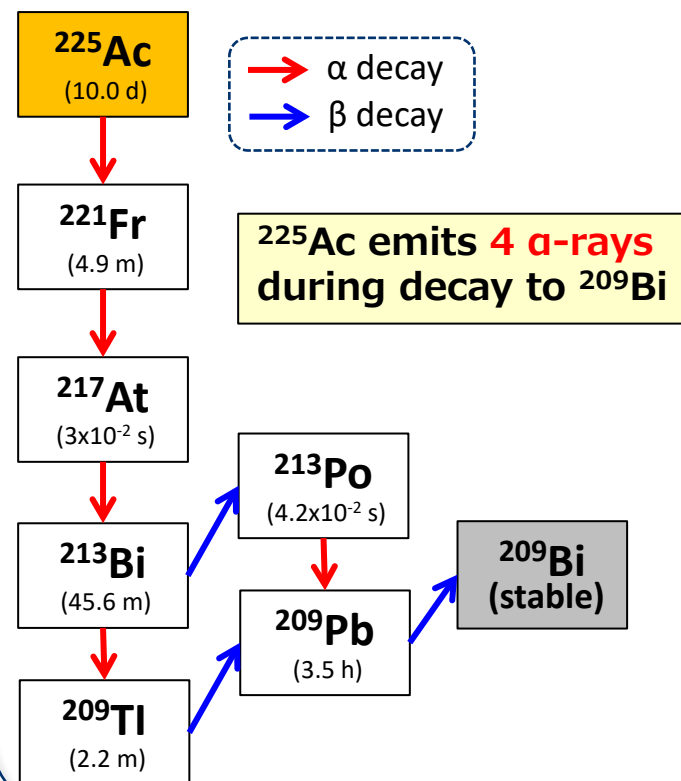 ²²⁵Ac
(10.0 d)
α decay
β decay
²²¹Fr
(4.9 m)
²²⁵Ac emits 4 α-rays
during decay to ²⁰⁹Bi
²¹⁷At
(3x10⁻² s)
²¹³Po
(4.2x10⁻² s)
²¹³Bi
(45.6 m)
²⁰⁹Bi
(stable)
²⁰⁹Pb
(3.5 h)
²⁰⁹Tl
(2.2 m)